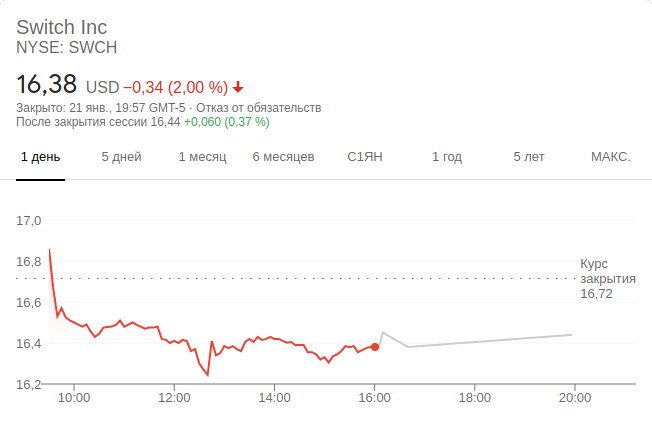 Switch Inc
NYSE: SWCH
16,38 USD −0,34 (2,00 %)
Закрыто: 21 янв., 19:57 GMT-5 · Отказ от обязательств
После закрытия сессии 16,44 +0,060 (0,37 %)
1 день 5 дней 1 месяц 6 месяцев С1ЯН 1 год 5 лет МАКС.
17,0
16,8
16,6
16,4
16,2
Курс
закрытия
16,72
10:00 12:00 14:00 16:00 18:00 20:00